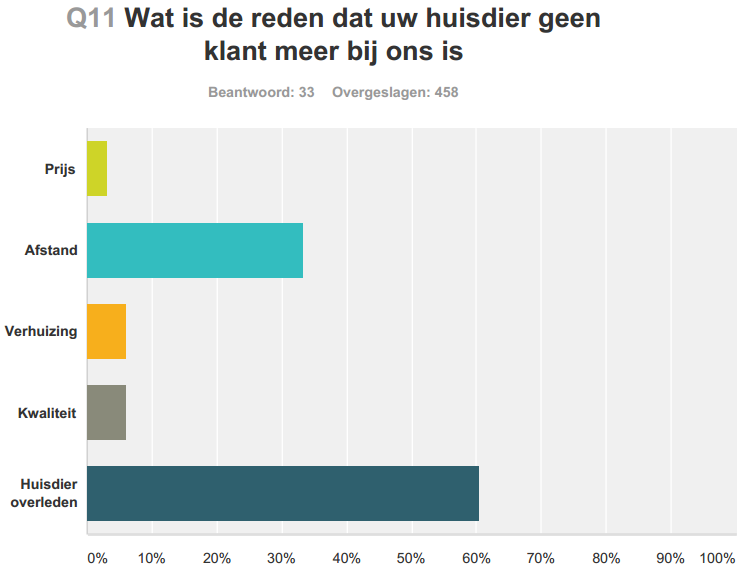 Q11 Wat is de reden dat uw huisdier geen
klant meer bij ons is
Beantwoord: 33 Overgeslagen: 458
Prijs
Afstand
Verhuizing
Kwaliteit
Huisdier
overleden
0% 10% 20% 30% 40% 50% 60% 70% 80% 90% 100%